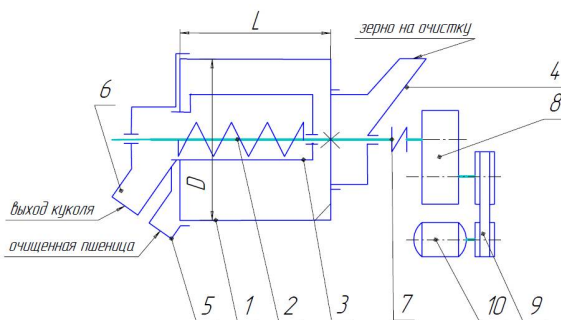 L
зерно на очистку
4
6
8
D
выход куколя
очищенная пшеница
5 1 2 3 7 10 9